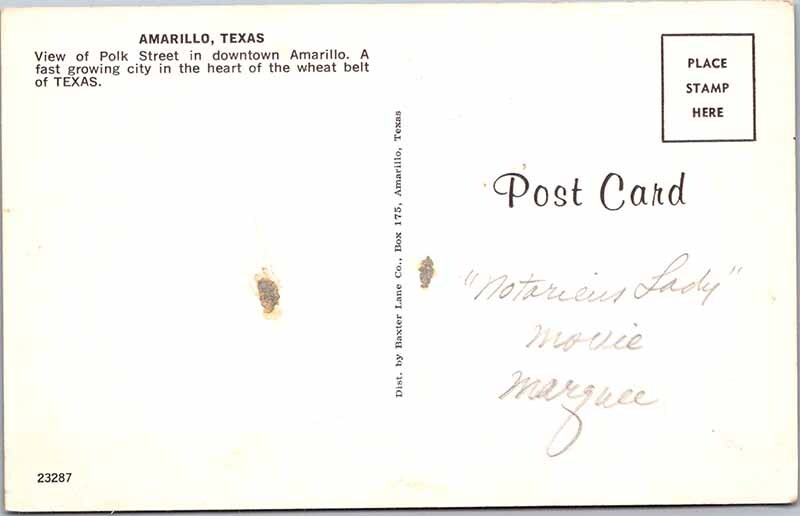 AMARILLO, TEXAS
View of Polk Street in downtown Amarillo. A
fast growing city in the heart of the wheat belt
of TEXAS.
23287
Dist. by Baxter Lane Co., Box 175, Amarillo, Texas
PLACE
STAMP
HERE
Post Card
"Notorious Lady"
Movie
Marquee